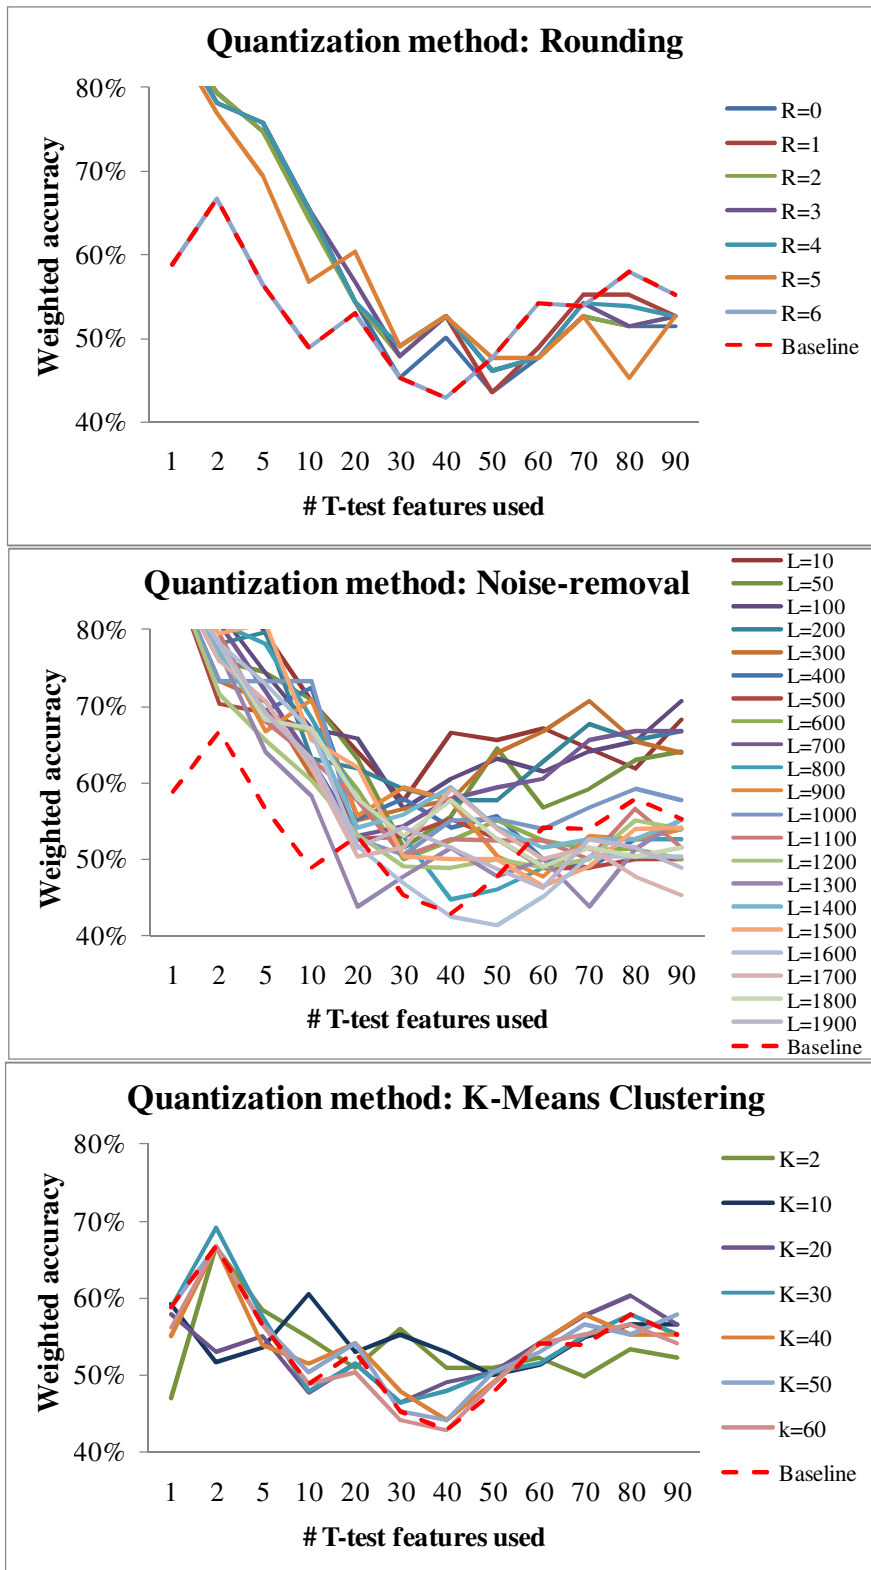 Quantization method: Rounding
Weighted accuracy
80%
70%
60%
50%
40%
1 2 5 10 20 30 40 50 60 70 80 90
# T-test features used
R=0
R=1
R=2
R=3
R=4
R=5
R=6
Baseline
Quantization method: Noise-removal
Weighted accuracy
80%
70%
60%
50%
40%
1 2 5 10 20 30 40 50 60 70 80 90
# T-test features used
L=10
L=50
L=100
L=200
L=300
L=400
L=500
L=600
L=700
L=800
L=900
L=1000
L=1100
L=1200
L=1300
L=1400
L=1500
L=1600
L=1700
L=1800
L=1900
Baseline
Quantization method: K-Means Clustering
Weighted accuracy
80%
70%
60%
50%
40%
1 2 5 10 20 30 40 50 60 70 80 90
# T-test features used
K=2
K=10
K=20
K=30
K=40
K=50
k=60
Baseline